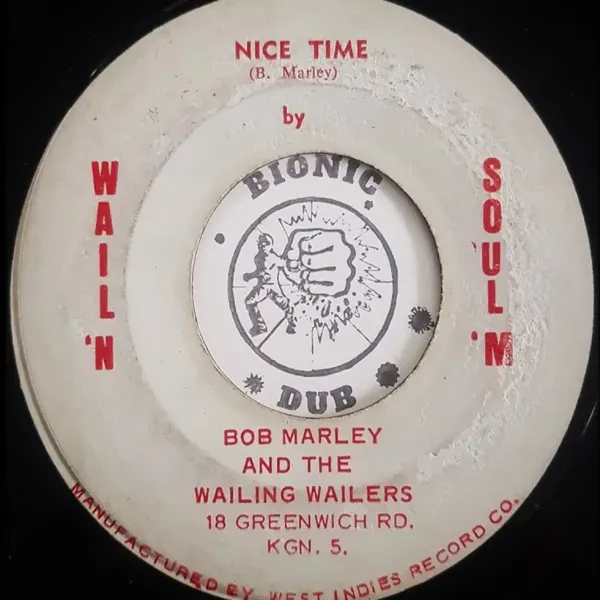 NICE TIME
(B. Marley)
by
WAIL 'N
SOUL 'M
BIONIC
DUB
BOB MARLEY
AND THE
WAILING WAILERS
18 GREENWICH RD.
KGN. 5.
MANUFACTURED BY WEST INDIES RECORD CO.